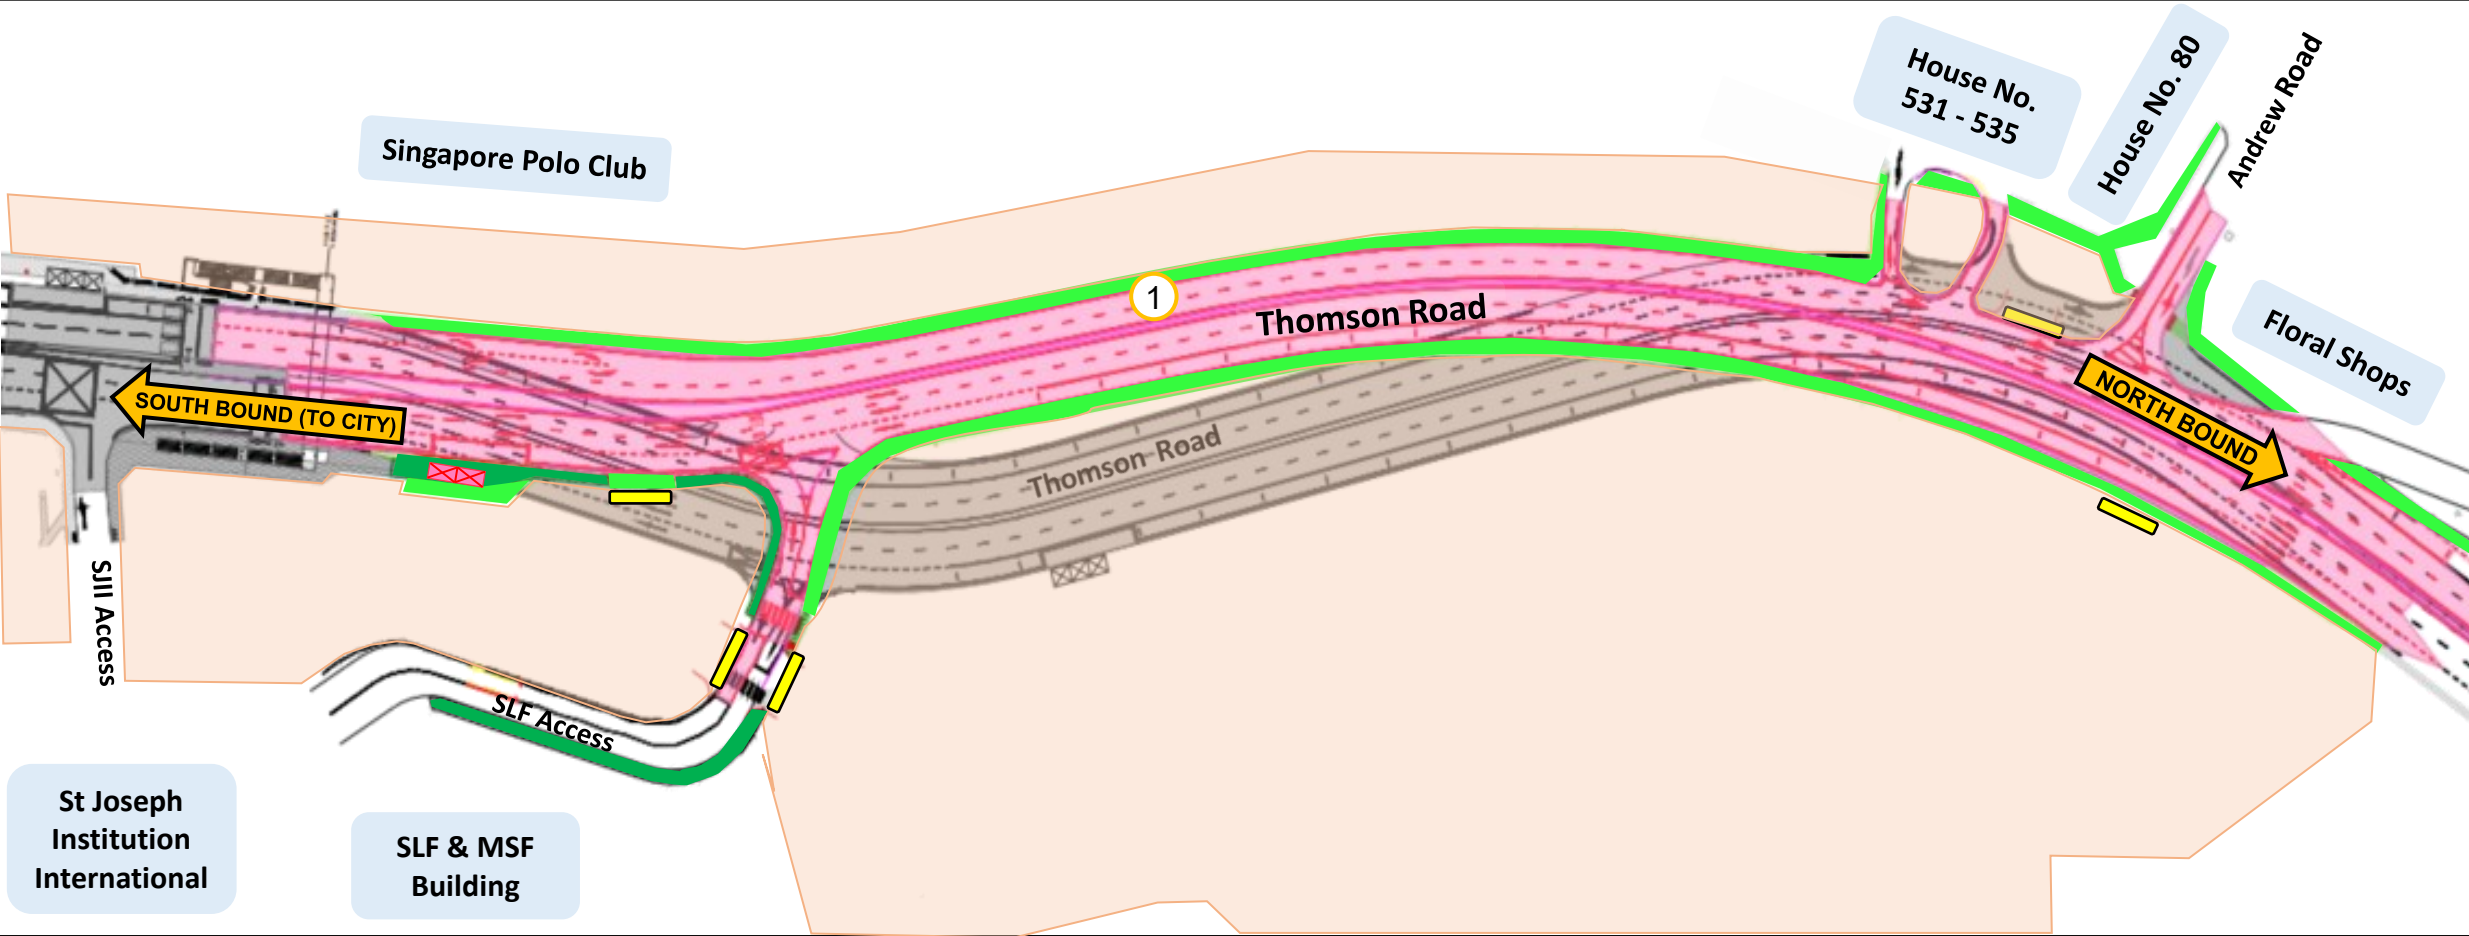 House No.
531 - 535
House No. 80
Andrew Road
Singapore Polo Club
1
Thomson Road
Floral Shops
SOUTH BOUND (TO CITY)
NORTH BOUND
Thomson Road
SJII Access
SLF Access
St Joseph
Institution
International
SLF & MSF
Building